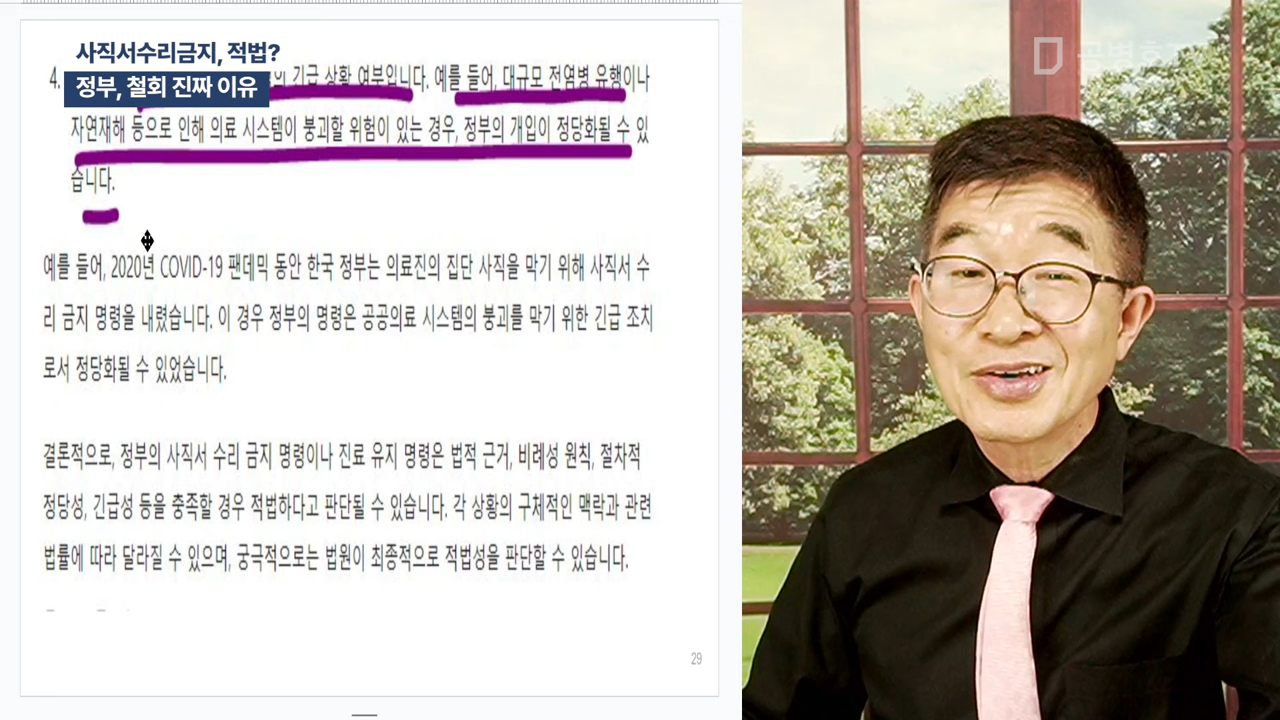 사직서수리금지, 적법?
정부, 철회 진짜 이유
4. 긴급 상황 여부입니다. 예를 들어, 대규모 전염병 유행이나
자연재해 등으로 인해 의료 시스템이 붕괴할 위험이 있는 경우, 정부의 개입이 정당화될 수 있
습니다.
예를 들어, 2020년 COVID-19 팬데믹 동안 한국 정부는 의료진의 집단 사직을 막기 위해 사직서 수
리 금지 명령을 내렸습니다. 이 경우 정부의 명령은 공공의료 시스템의 붕괴를 막기 위한 긴급 조치
로서 정당화될 수 있었습니다.
결론적으로, 정부의 사직서 수리 금지 명령이나 진료 유지 명령은 법적 근거, 비례성 원칙, 절차적
정당성, 긴급성 등을 충족할 경우 적법하다고 판단될 수 있습니다. 각 상황의 구체적인 맥락과 관련
법률에 따라 달라질 수 있으며, 궁극적으로는 법원이 최종적으로 적법성을 판단할 수 있습니다.
29